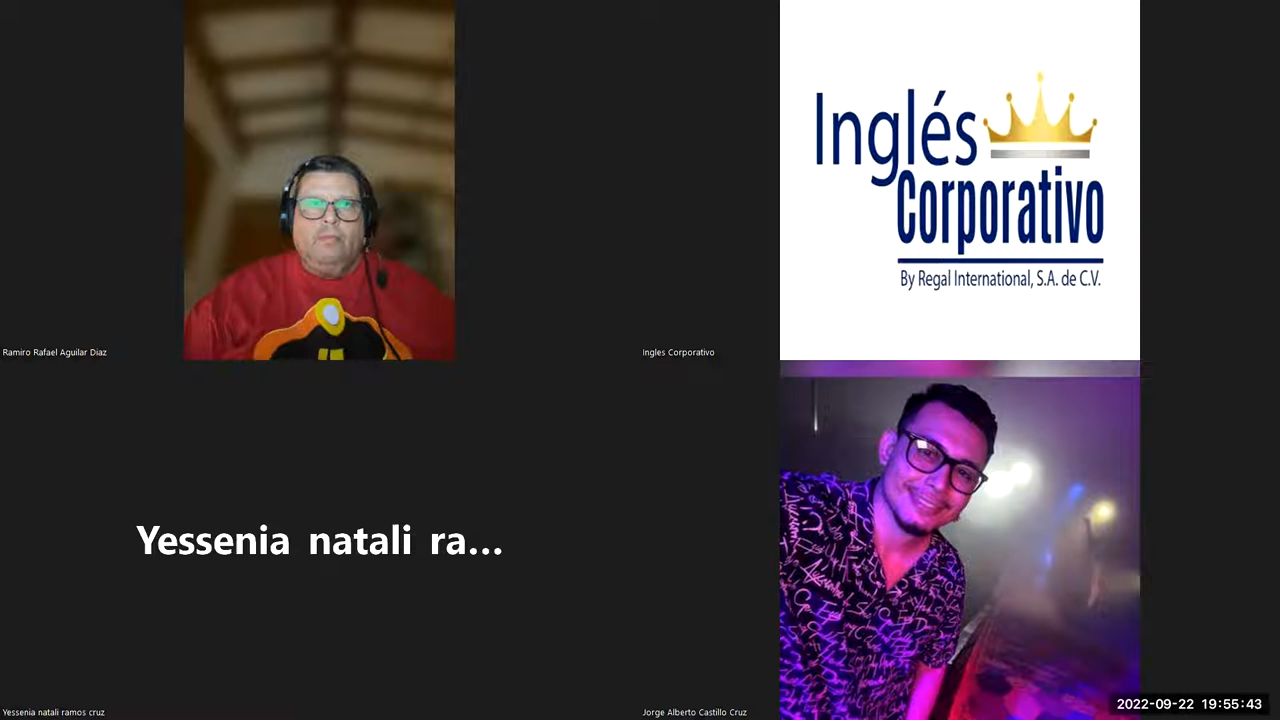 Inglés
Corporativo
By Regal International, S.A. de C.V.
Ramiro Rafael Aguilar Diaz
Ingles Corporativo
Yessenia natali ra...
Yessenia natali ramos cruz
Jorge Alberto Castillo Cruz
2022-09-22 19:55:43